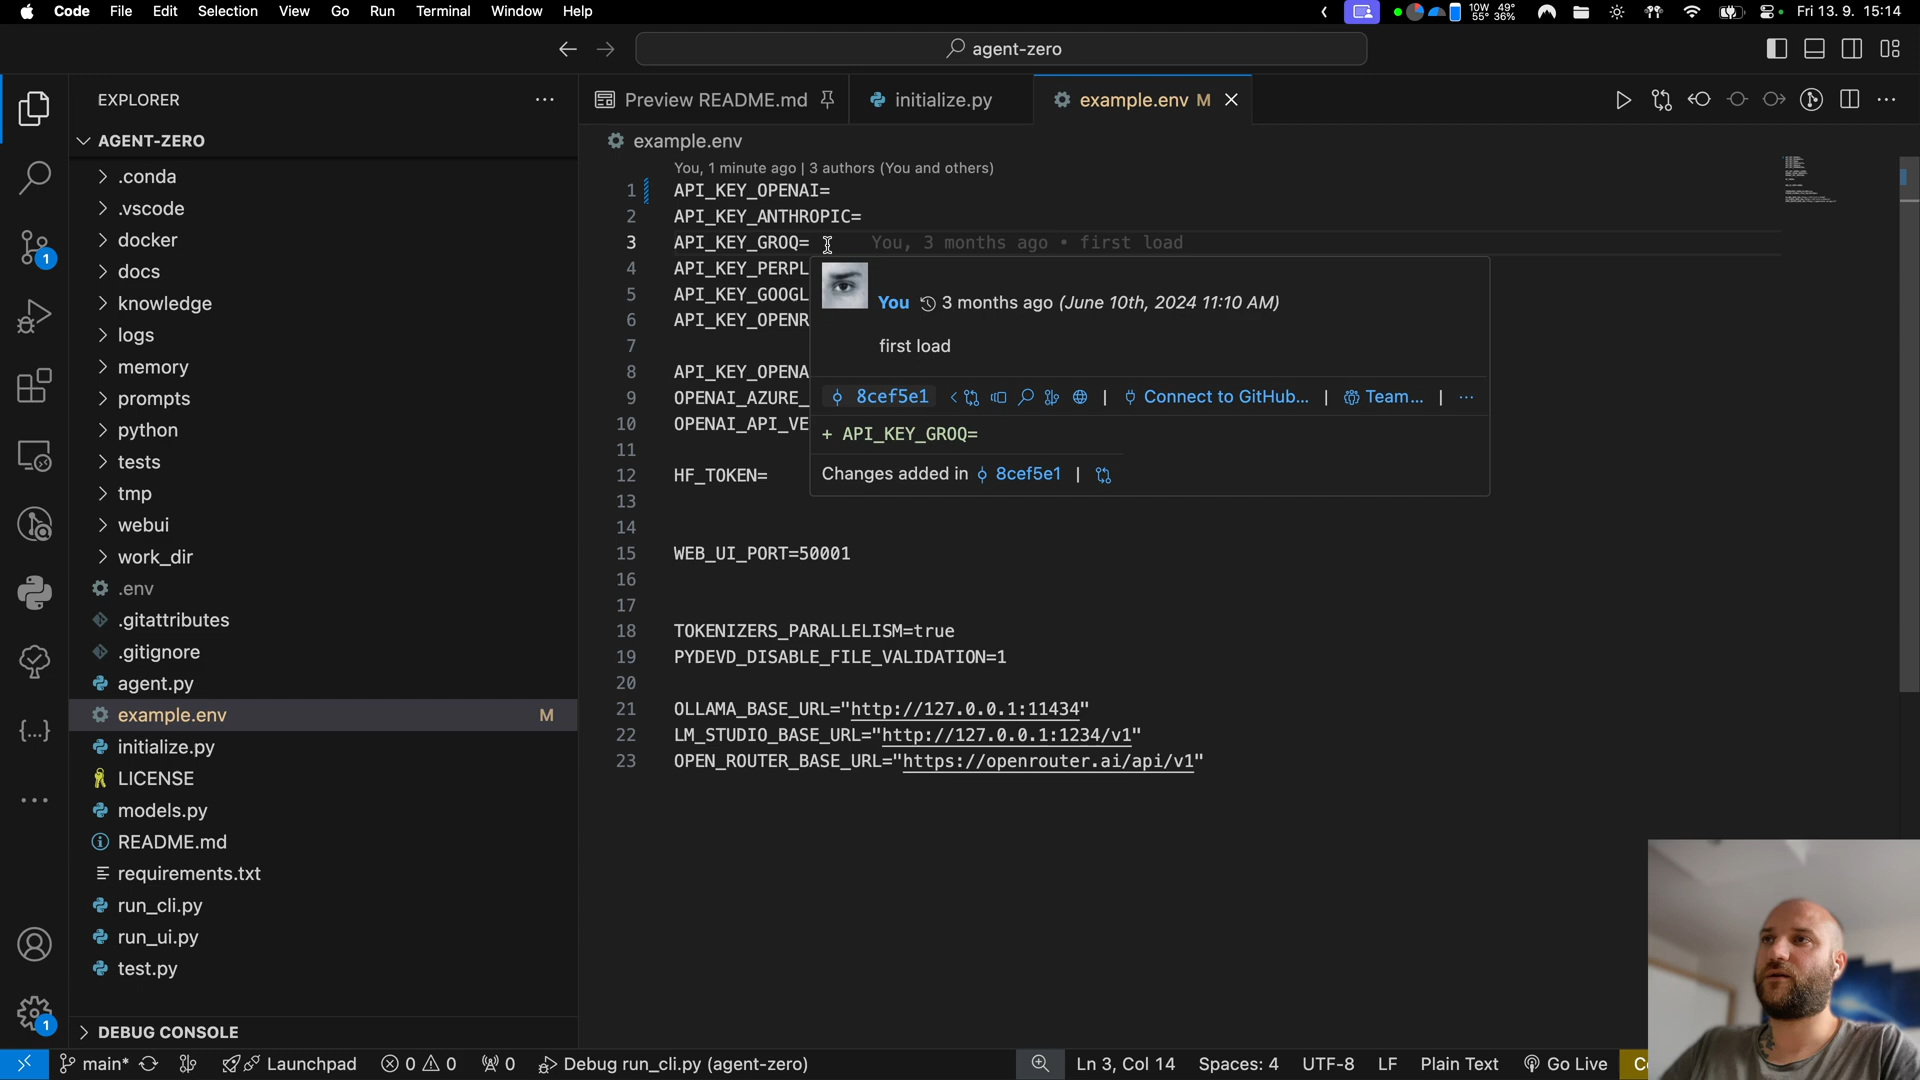 Code File Edit Selection View Go Run Terminal Window Help
10W 49°
55° 36%
Fri 13. 9. 15:14
agent-zero
EXPLORER
Preview README.md
initialize.py
example.env M
AGENT-ZERO
example.env
.conda
.vscode
docker
docs
knowledge
logs
memory
prompts
python
tests
tmp
webui
work_dir
.env
.gitattributes
.gitignore
agent.py
example.env M
initialize.py
LICENSE
models.py
README.md
requirements.txt
run_cli.py
run_ui.py
test.py
DEBUG CONSOLE
1
1
You, 1 minute ago | 3 authors (You and others)
1 API_KEY_OPENAI=
2 API_KEY_ANTHROPIC=
3 API_KEY_GROQ= You, 3 months ago • first load
4 API_KEY_PERPL
5 API_KEY_GOOGL
6 API_KEY_OPENR
7
8 API_KEY_OPENA
9 OPENAI_AZURE_
10 OPENAI_API_VE
11
12 HF_TOKEN=
13
14
15 WEB_UI_PORT=50001
16
17
18 TOKENIZERS_PARALLELISM=true
19 PYDEVD_DISABLE_FILE_VALIDATION=1
20
21 OLLAMA_BASE_URL="http://127.0.0.1:11434"
22 LM_STUDIO_BASE_URL="http://127.0.0.1:1234/v1"
23 OPEN_ROUTER_BASE_URL="https://openrouter.ai/api/v1"
You 3 months ago (June 10th, 2024 11:10 AM)
first load
8cef5e1 | Connect to GitHub... | Team... | ...
+ API_KEY_GROQ=
Changes added in 8cef5e1 |
main* Launchpad 0 0 0 Debug run_cli.py (agent-zero) Ln 3, Col 14 Spaces: 4 UTF-8 LF Plain Text Go Live